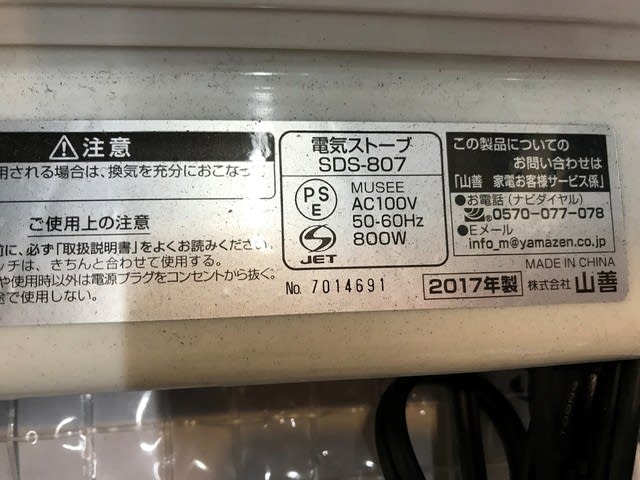 注意
用される場合は、換気を充分におこなっ
ご使用上の注意
前に、必ず「取扱説明書」をよくお読みください。
ッチは、きちんと合わせて使用する。
や使用時以外は電源プラグをコンセントから抜く。
で使用しない。
電気ストーブ
SDS-807
PSE
MUSEE
AC100V
50-60Hz
800W
JET
No. 7014691
この製品についての
お問い合わせは
「山善 家電お客様サービス係」
●お電話(ナビダイヤル)
0570-077-078
●Eメール
info_m@yamazen.co.jp
MADE IN CHINA
2017年製 株式会社 山善